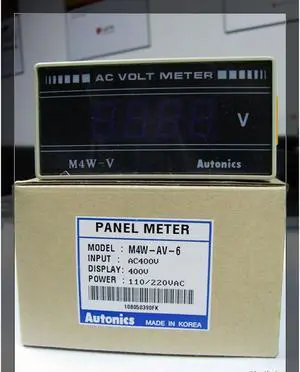 AC VOLT METER
V
M4W-V Autonics
PANEL METER
MODEL : M4W-AV-6
INPUT : AC400V
DISPLAY: 400V
POWER : 110/220VAC
108050390FK
Autonics MADE IN KOREA